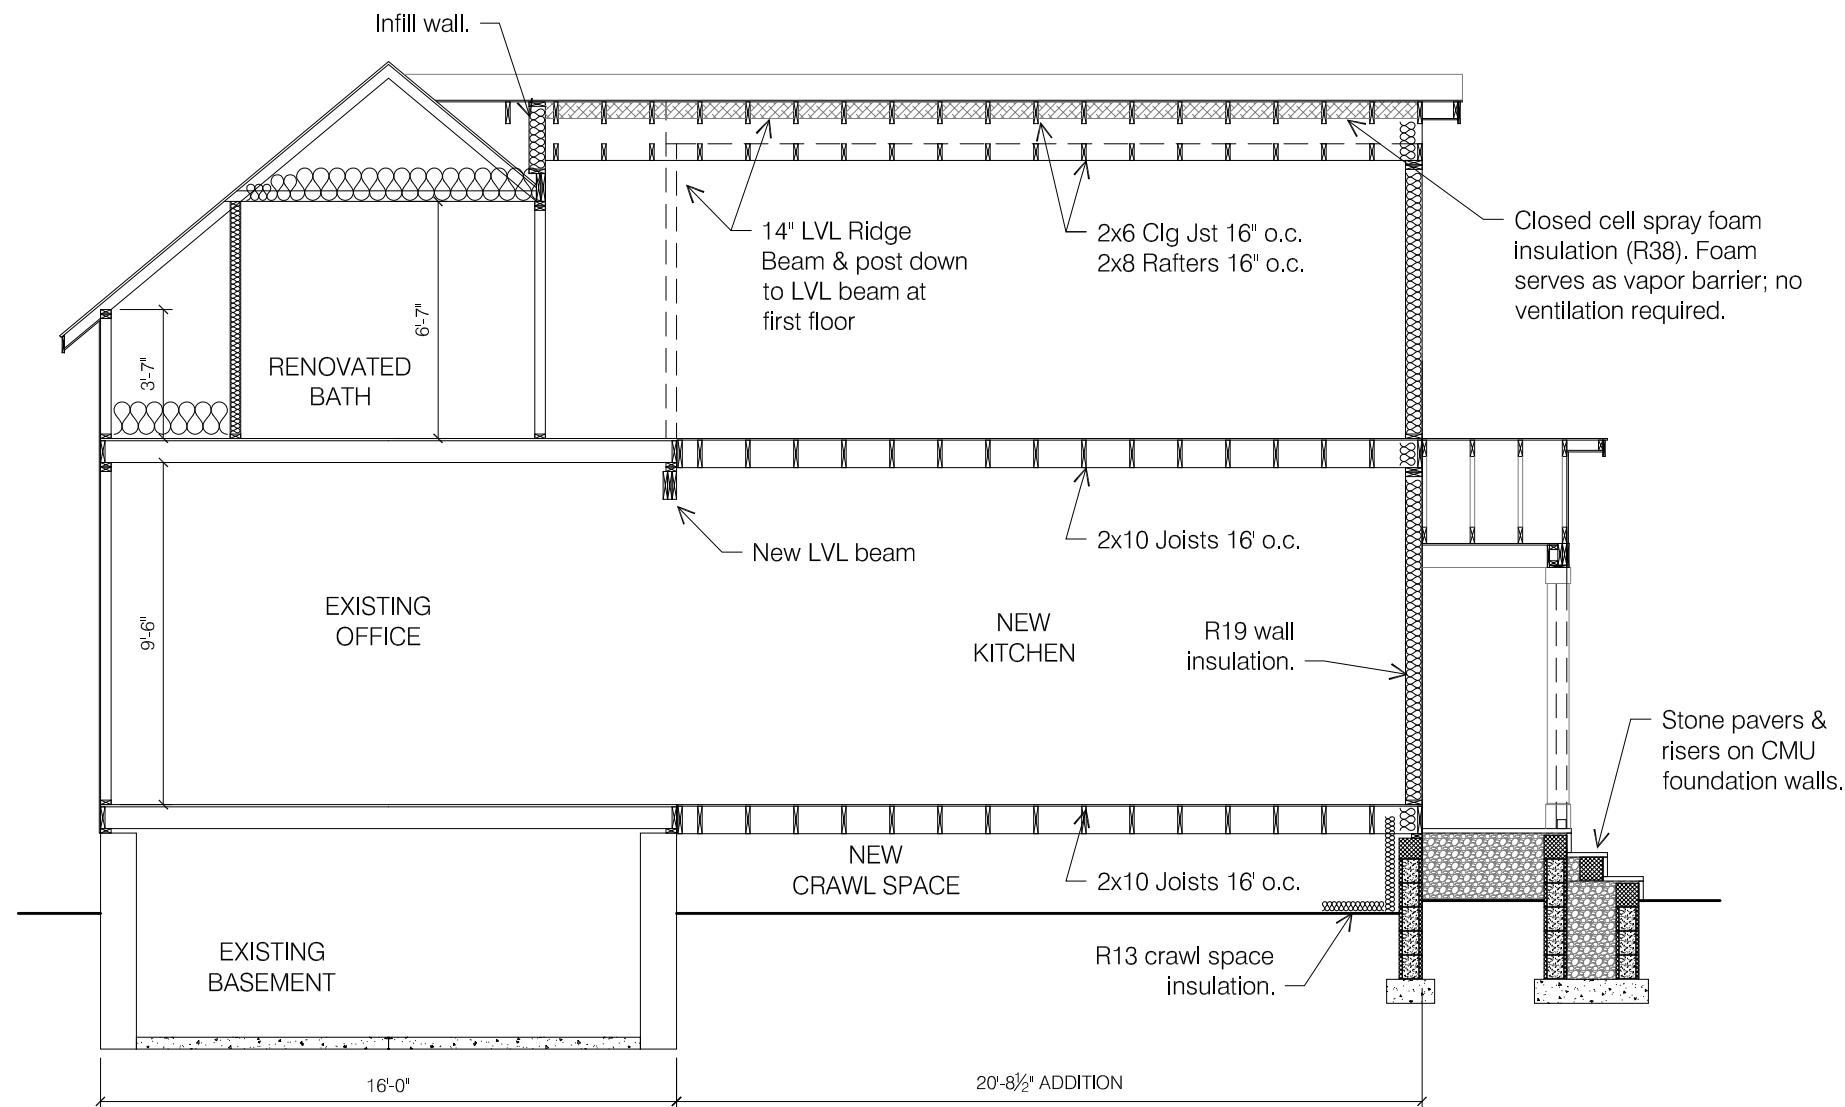 Infill wall.
14" LVL Ridge
Beam & post down
to LVL beam at
first floor
2x6 Clg Jst 16" o.c.
2x8 Rafters 16" o.c.
Closed cell spray foam
insulation (R38). Foam
serves as vapor barrier; no
ventilation required.
3'-7"
RENOVATED
BATH
6'-7"
New LVL beam
2x10 Joists 16' o.c.
9'-6"
EXISTING
OFFICE
NEW
KITCHEN
R19 wall
insulation.
Stone pavers &
risers on CMU
foundation walls.
NEW
CRAWL SPACE
2x10 Joists 16' o.c.
EXISTING
BASEMENT
R13 crawl space
insulation.
16'-0"
20'-8½" ADDITION